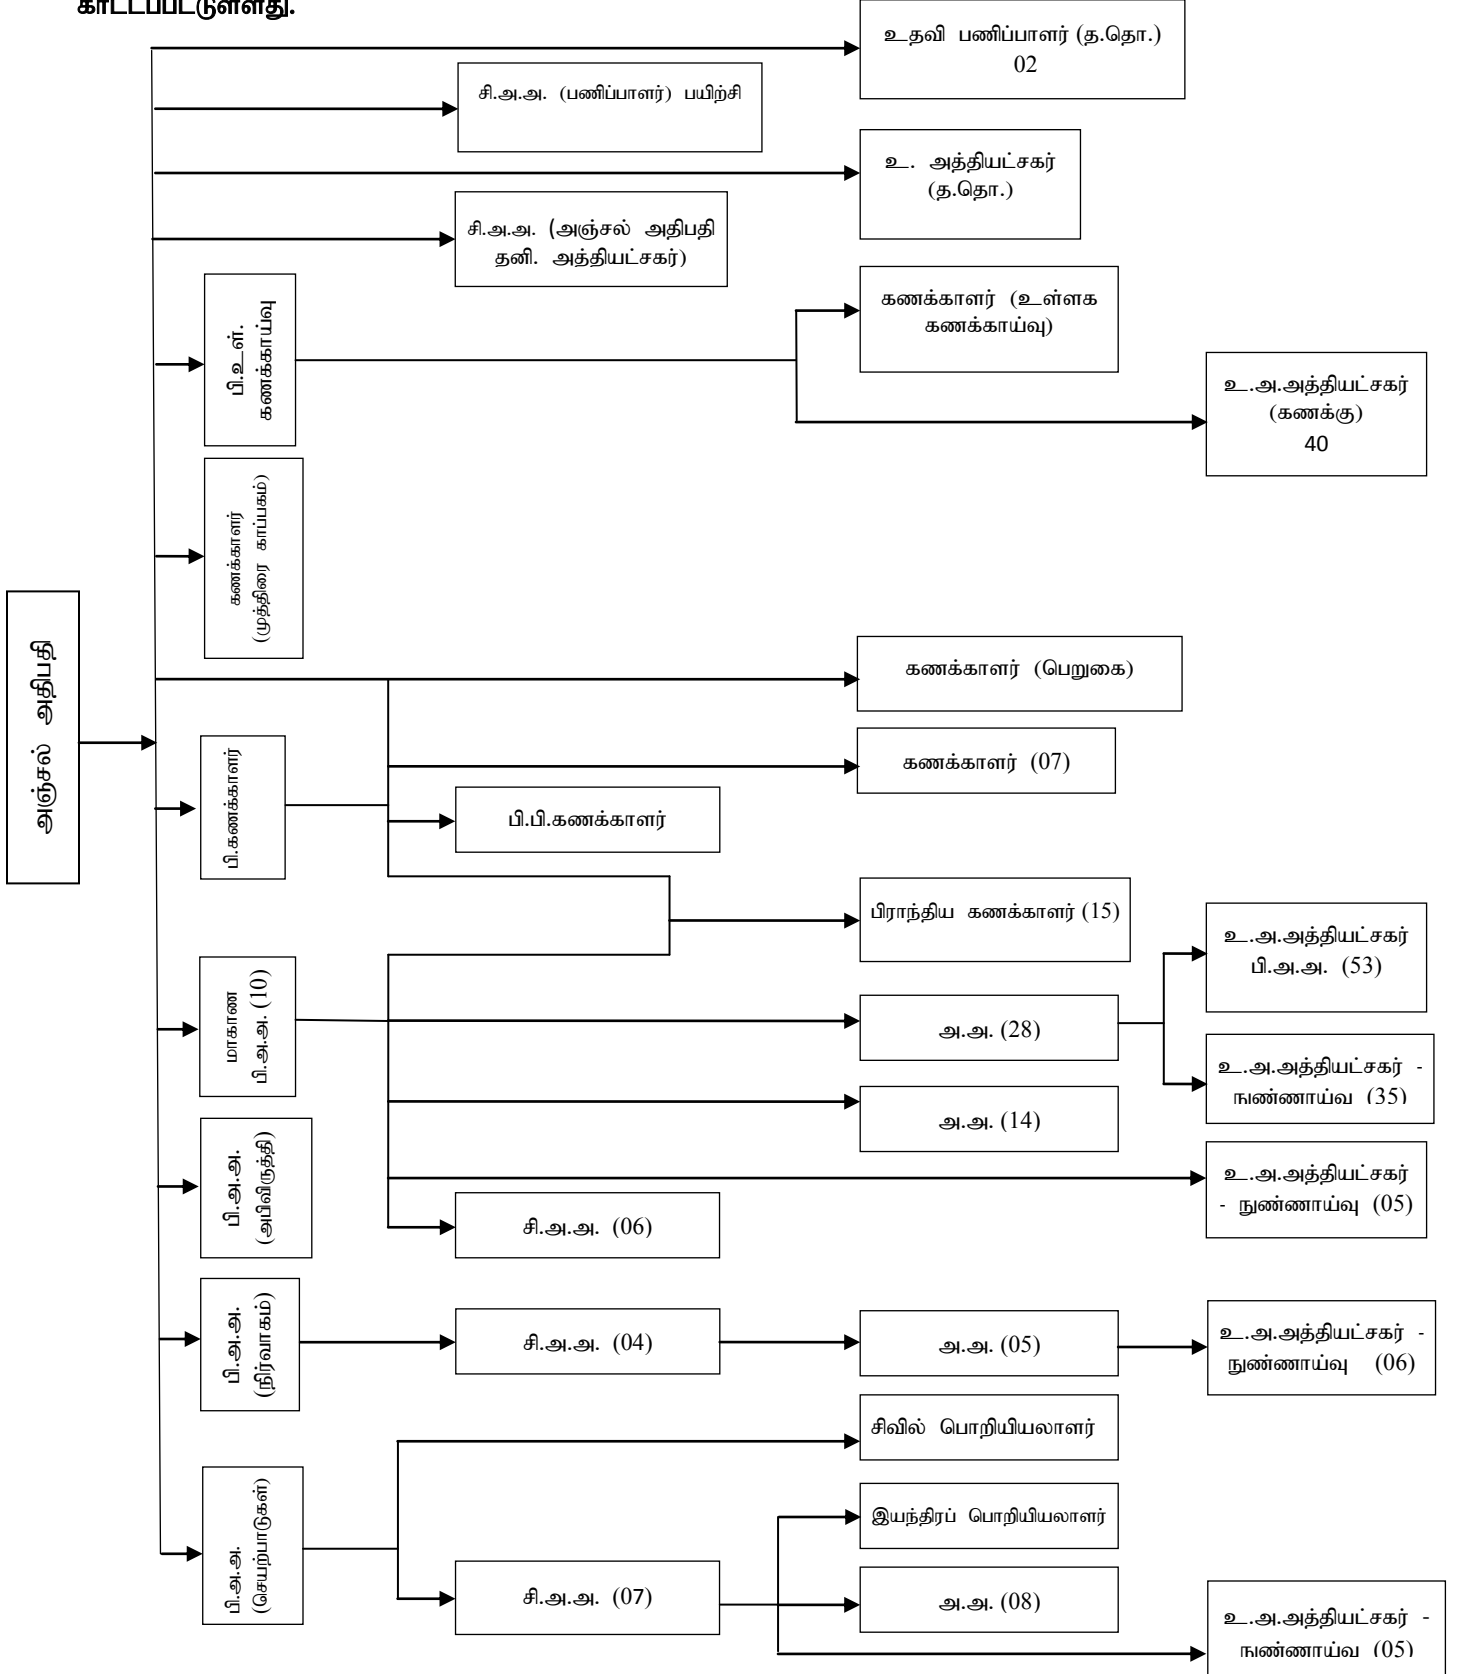 காட்டப்பட்டுள்ளது.
உதவி பணிப்பாளர் (த.தொ.)
02
சி.அ.அ. (பணிப்பாளர்) பயிற்சி
உ. அத்தியட்சகர்
(த.தொ.)
சி.அ.அ. (அஞ்சல் அதிபதி
தனி. அத்தியட்சகர்)
பி.உள்.
கணக்காய்வு
கணக்காளர் (உள்ளக
கணக்காய்வு)
உ.அ.அத்தியட்சகர்
(கணக்கு)
40
கணக்காளர்
(முத்திரை காப்பகம்)
அஞ்சல் அதிபதி
கணக்காளர் (பெறுகை)
பி.கணக்காளர்
கணக்காளர் (07)
பி.பி.கணக்காளர்
பிராந்திய கணக்காளர் (15)
உ.அ.அத்தியட்சகர்
பி.அ.அ. (53)
மாகாண
பி.அ.அ. (10)
அ.அ. (28)
உ.அ.அத்தியட்சகர் -
நுண்ணாய்வு (35)
அ.அ. (14)
பி.அ.அ.
(அபிவிருத்தி)
உ.அ.அத்தியட்சகர்
- நுண்ணாய்வு (05)
சி.அ.அ. (06)
பி.அ.அ.
(நிர்வாகம்)
சி.அ.அ. (04)
அ.அ. (05)
உ.அ.அத்தியட்சகர் -
நுண்ணாய்வு (06)
சிவில் பொறியியலாளர்
பி.அ.அ.
(செயற்பாடுகள்)
இயந்திரப் பொறியியலாளர்
சி.அ.அ. (07)
அ.அ. (08)
உ.அ.அத்தியட்சகர் -
நுண்ணாய்வு (05)